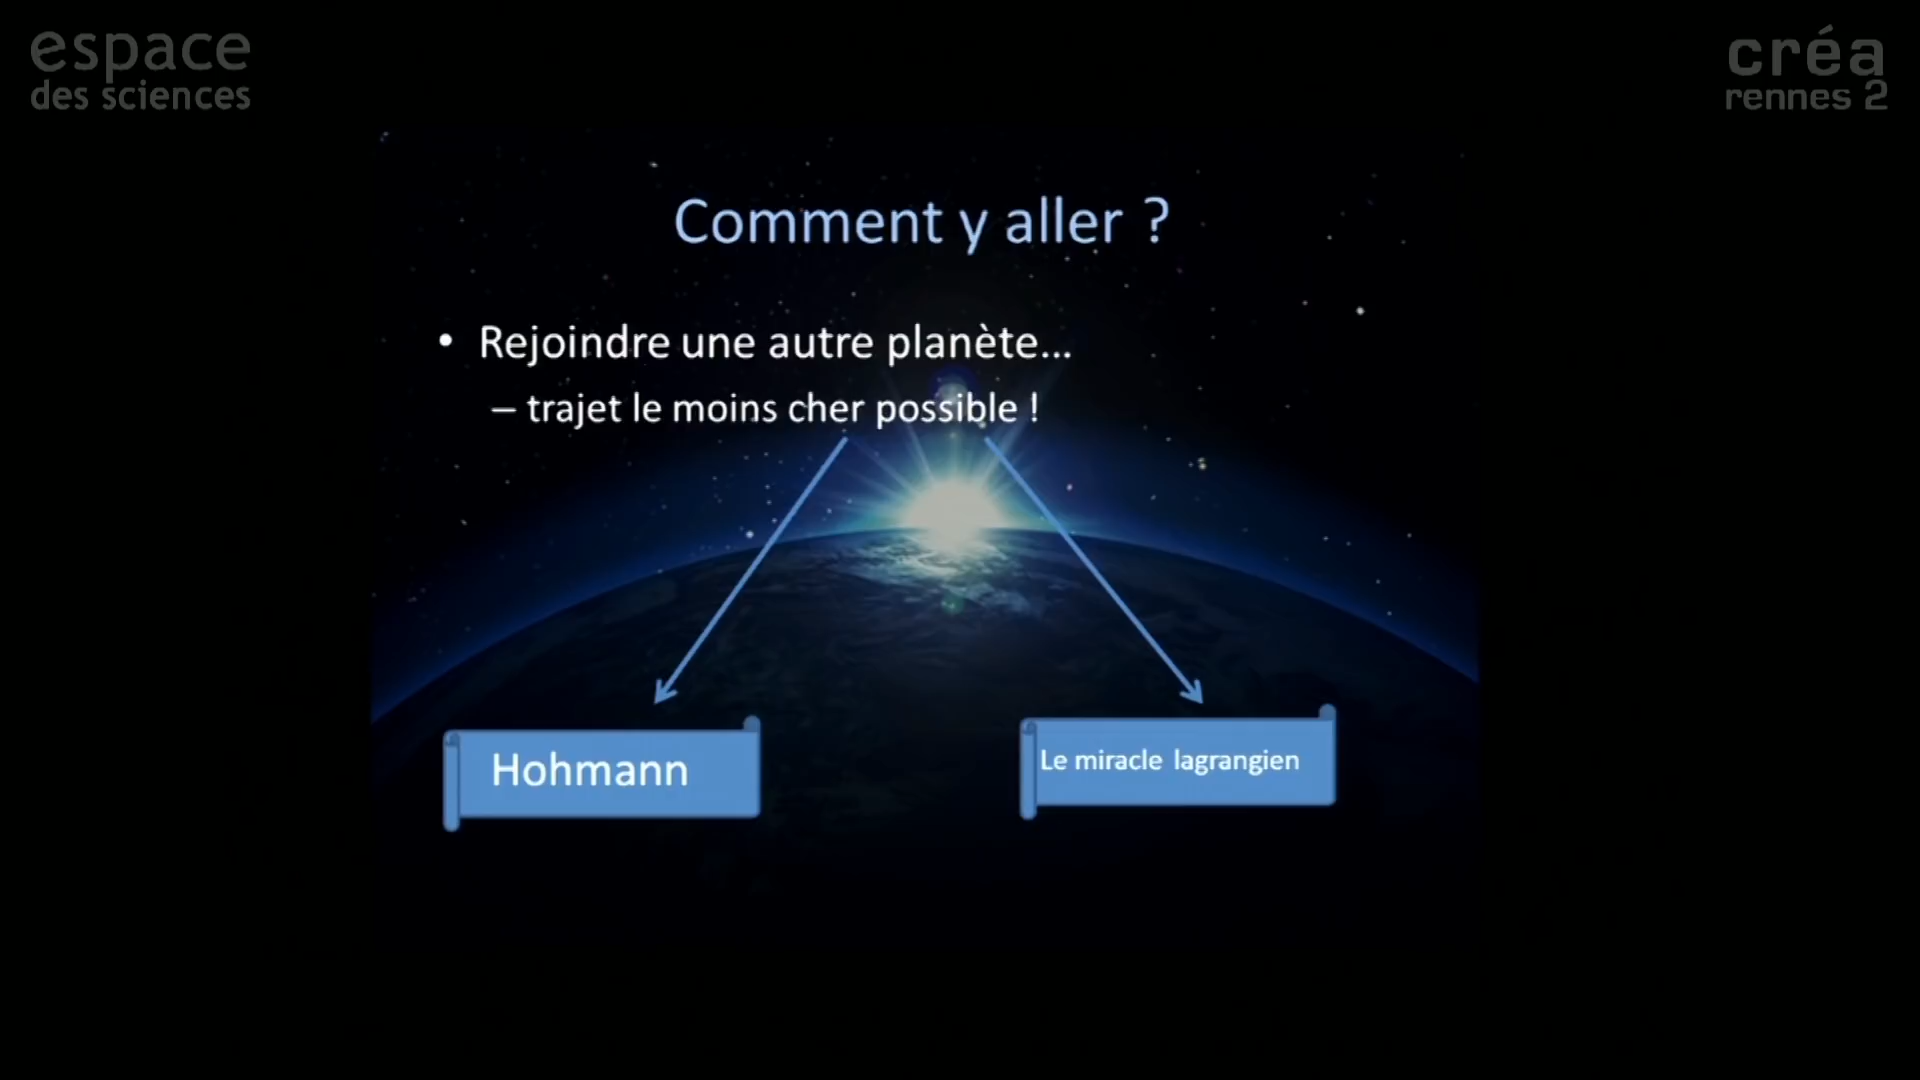 espace
des sciences
créa
rennes 2
Comment y aller ?
• Rejoindre une autre planète...
– trajet le moins cher possible !
Hohmann
Le miracle lagrangien